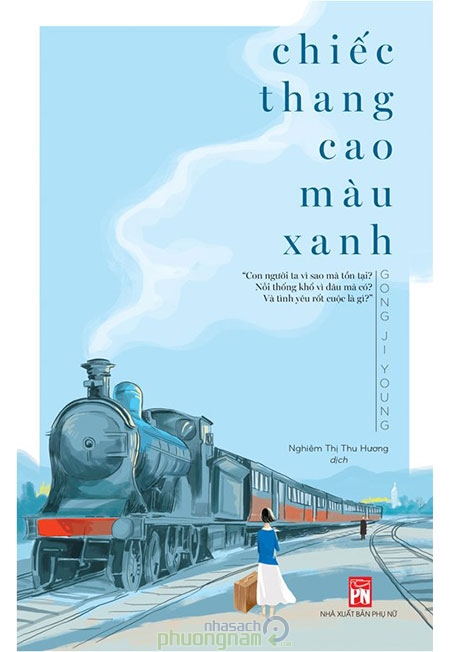 chiếc
thang
cao
màu
xanh
“Con người ta vì sao mà tồn tại?
Nỗi thống khổ vì đâu mà có?
Và tình yêu rốt cuộc là gì?”
GONG JI YOUNG
Nghiêm Thị Thu Hương
dịch
PN
NHÀ XUẤT BẢN PHỤ NỮ
nhasach
phuongnam